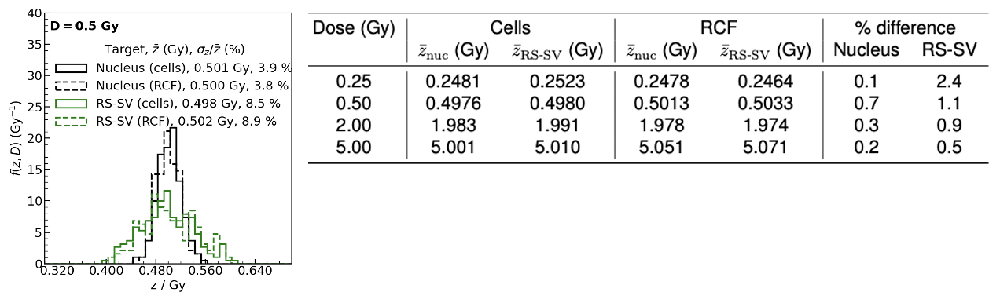 D = 0.5 Gy
Target, z̄ (Gy), σ_z/z̄ (%)
Nucleus (cells), 0.501 Gy, 3.9 %
Nucleus (RCF), 0.500 Gy, 3.8 %
RS-SV (cells), 0.498 Gy, 8.5 %
RS-SV (RCF), 0.502 Gy, 8.9 %
f(z, D) (Gy⁻¹)
40
35
30
25
20
15
10
5
0
0.320 0.400 0.480 0.560 0.640
z / Gy
Dose (Gy) Cells RCF % difference
z̄nuc (Gy) z̄RS-SV (Gy) z̄nuc (Gy) z̄RS-SV (Gy) Nucleus RS-SV
0.25 0.2481 0.2523 0.2478 0.2464 0.1 2.4
0.50 0.4976 0.4980 0.5013 0.5033 0.7 1.1
2.00 1.983 1.991 1.978 1.974 0.3 0.9
5.00 5.001 5.010 5.051 5.071 0.2 0.5